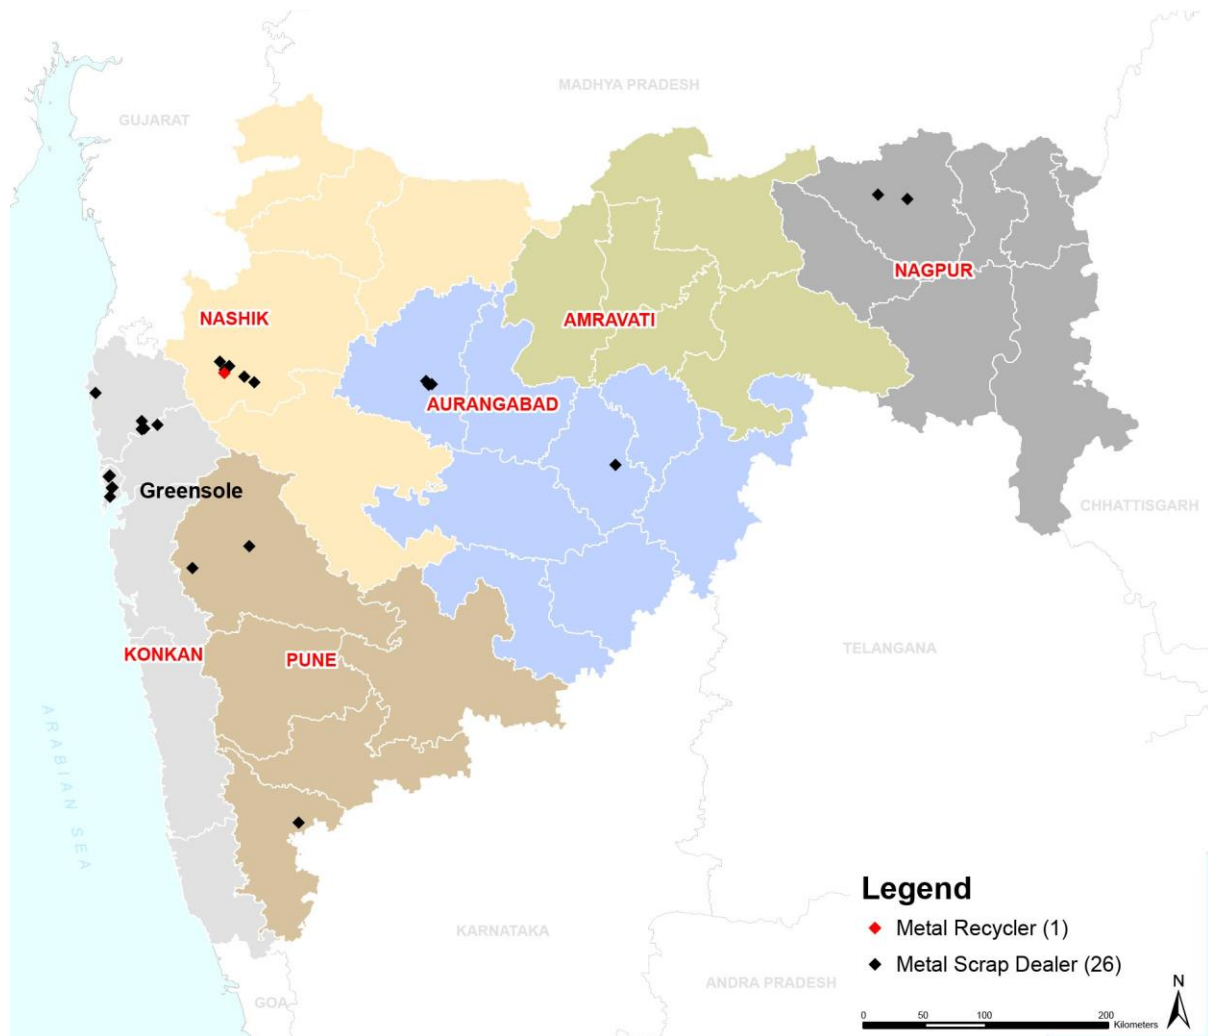 MADHYA PRADESH
GUJARAT
NAGPUR
NASHIK
AMRAVATI
AURANGABAD
Greensole
CHHATTISGARH
KONKAN
PUNE
TELANGANA
ARABIAN SEA
Legend
Metal Recycler (1)
Metal Scrap Dealer (26)
KARNATAKA
ANDRA PRADESH
GOA
N
0 50 100 200
Kilometers